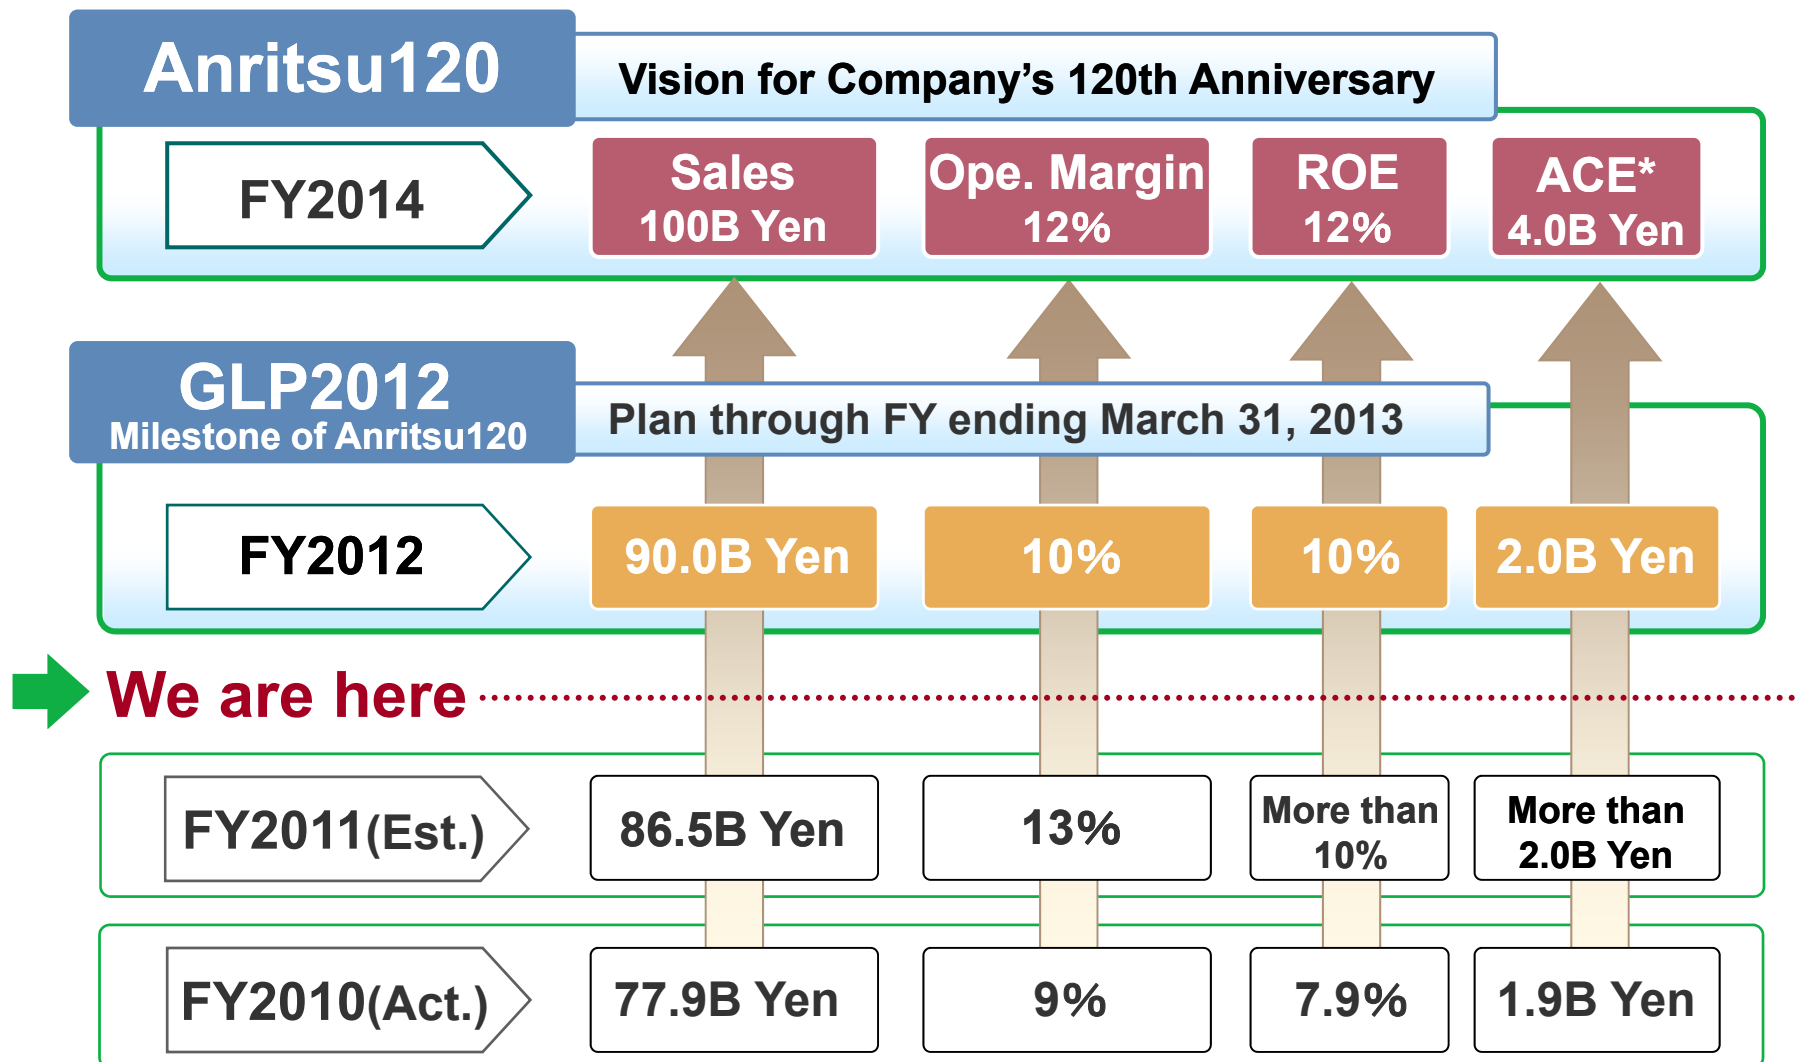 Anritsu120
Vision for Company’s 120th Anniversary
FY2014
Sales
100B Yen
Ope. Margin
12%
ROE
12%
ACE*
4.0B Yen
GLP2012
Milestone of Anritsu120
Plan through FY ending March 31, 2013
FY2012
90.0B Yen
10%
10%
2.0B Yen
We are here
FY2011(Est.)
86.5B Yen
13%
More than
10%
More than
2.0B Yen
FY2010(Act.)
77.9B Yen
9%
7.9%
1.9B Yen